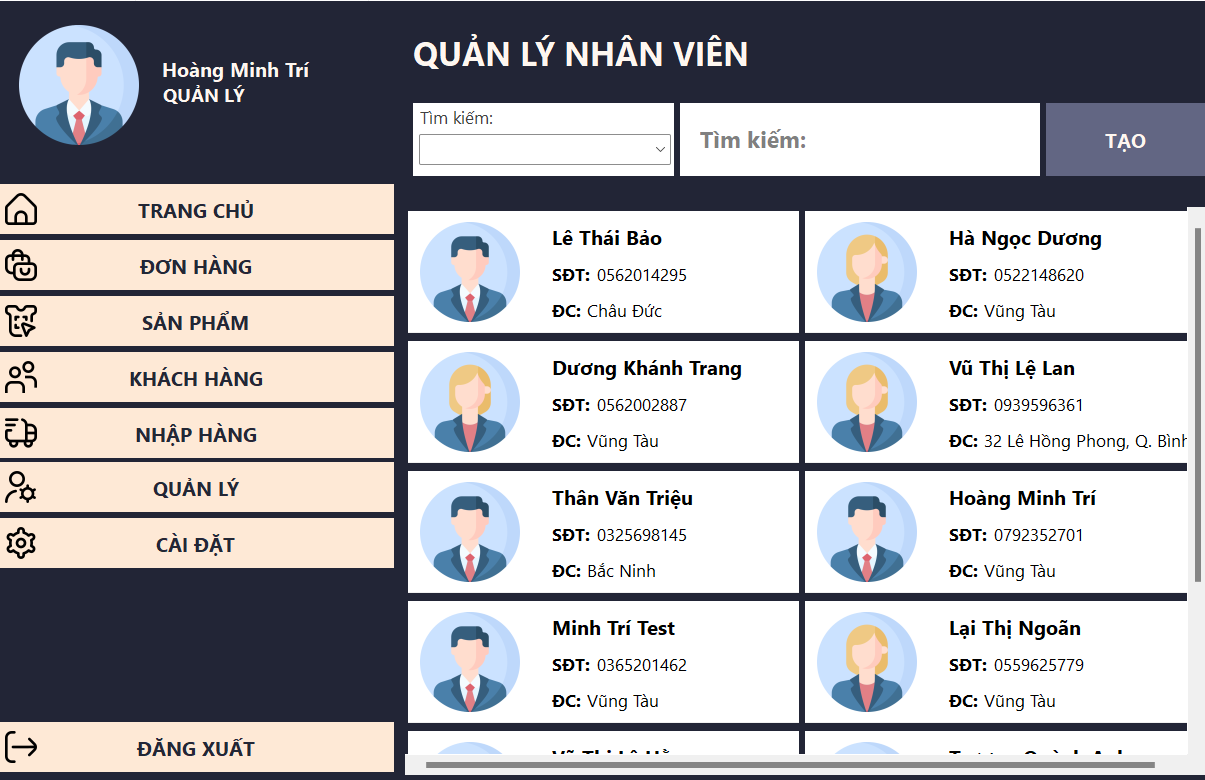 Hoàng Minh Trí
QUẢN LÝ
TRANG CHỦ
ĐƠN HÀNG
SẢN PHẨM
KHÁCH HÀNG
NHẬP HÀNG
QUẢN LÝ
CÀI ĐẶT
ĐĂNG XUẤT
QUẢN LÝ NHÂN VIÊN
Tìm kiếm:
Tìm kiếm:
TẠO
Lê Thái Bảo
SĐT: 0562014295
ĐC: Châu Đức
Hà Ngọc Dương
SĐT: 0522148620
ĐC: Vũng Tàu
Dương Khánh Trang
SĐT: 0562002887
ĐC: Vũng Tàu
Vũ Thị Lệ Lan
SĐT: 0939596361
ĐC: 32 Lê Hồng Phong, Q. Bình
Thân Văn Triệu
SĐT: 0325698145
ĐC: Bắc Ninh
Hoàng Minh Trí
SĐT: 0792352701
ĐC: Vũng Tàu
Minh Trí Test
SĐT: 0365201462
ĐC: Vũng Tàu
Lại Thị Ngoãn
SĐT: 0559625779
ĐC: Vũng Tàu